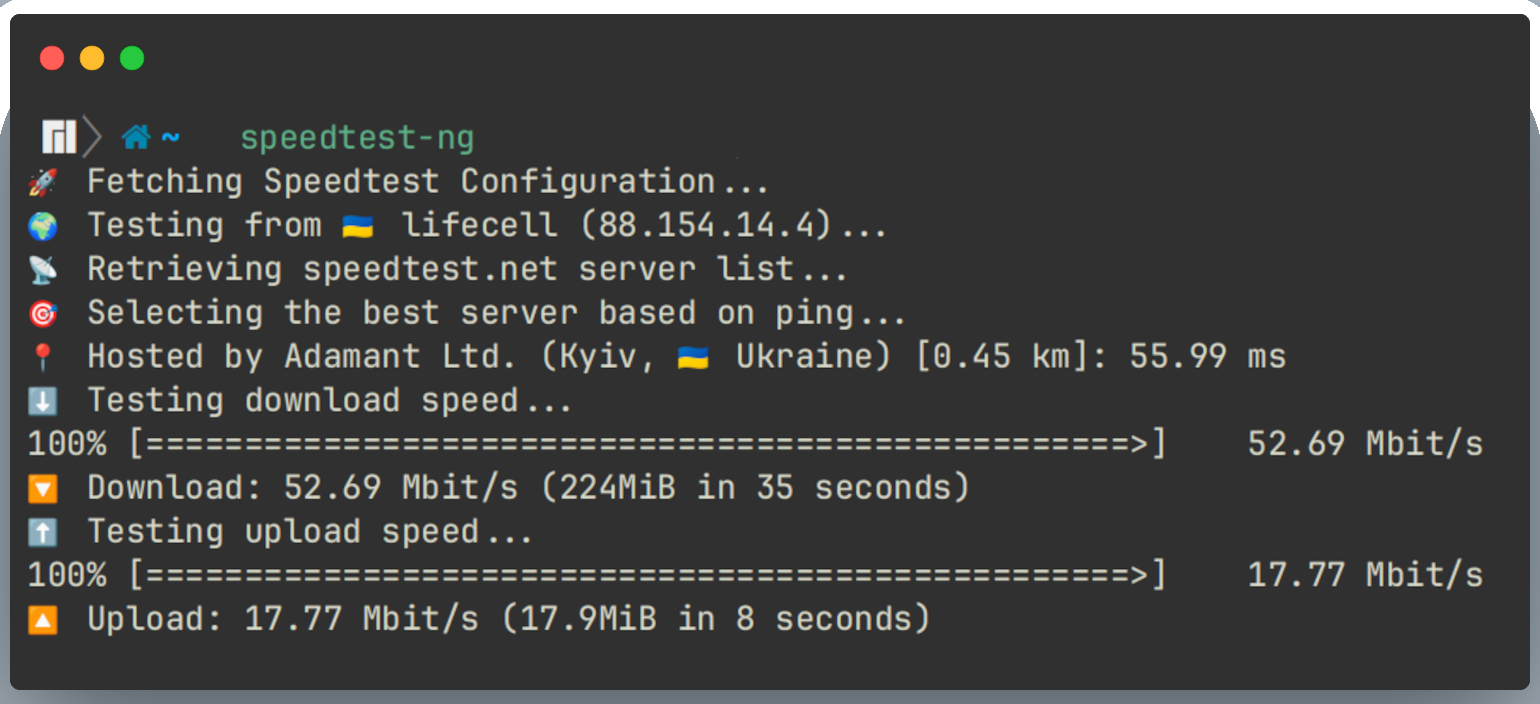 ~ speedtest-ng
🚀 Fetching Speedtest Configuration...
🌍 Testing from 🇺🇦 lifecell (88.154.14.4)...
📡 Retrieving speedtest.net server list...
🎯 Selecting the best server based on ping...
📍 Hosted by Adamant Ltd. (Kyiv, 🇺🇦 Ukraine) [0.45 km]: 55.99 ms
⬇️ Testing download speed...
100% [==================================================>] 52.69 Mbit/s
🔽 Download: 52.69 Mbit/s (224MiB in 35 seconds)
⬆️ Testing upload speed...
100% [==================================================>] 17.77 Mbit/s
🔼 Upload: 17.77 Mbit/s (17.9MiB in 8 seconds)